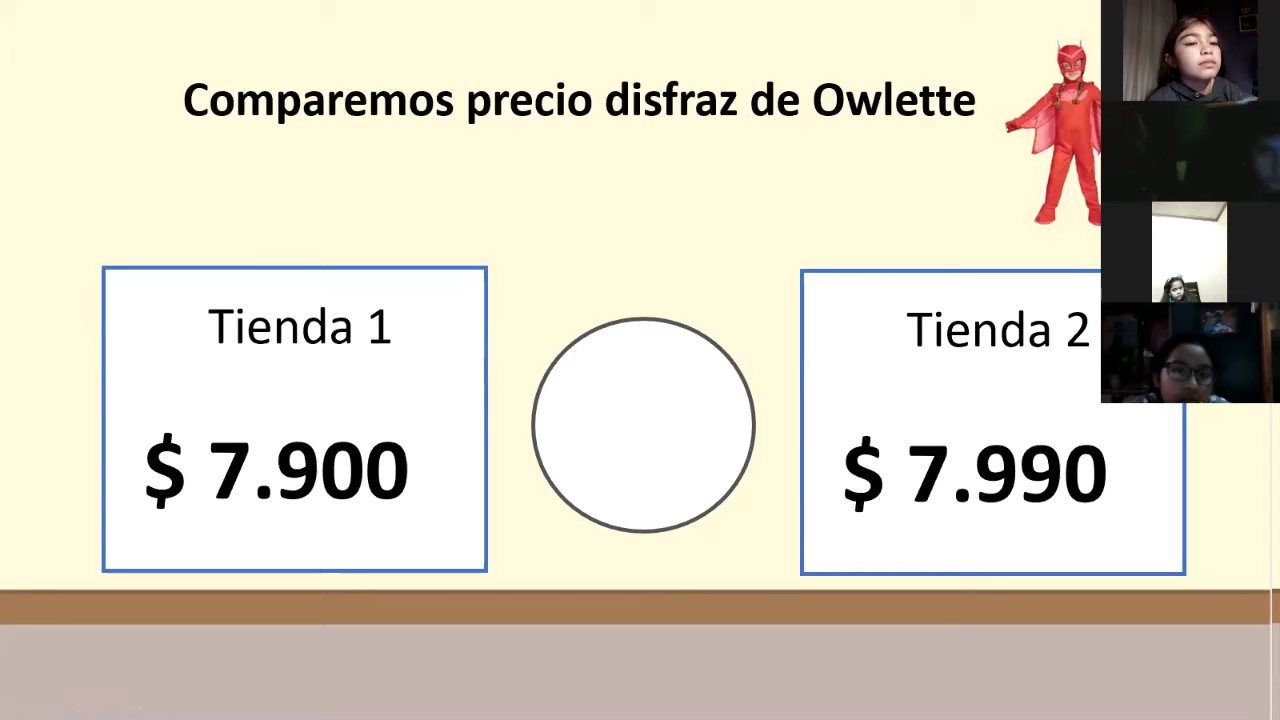 Comparemos precio disfraz de Owlette
Tienda 1
$ 7.900
Tienda 2
$ 7.990